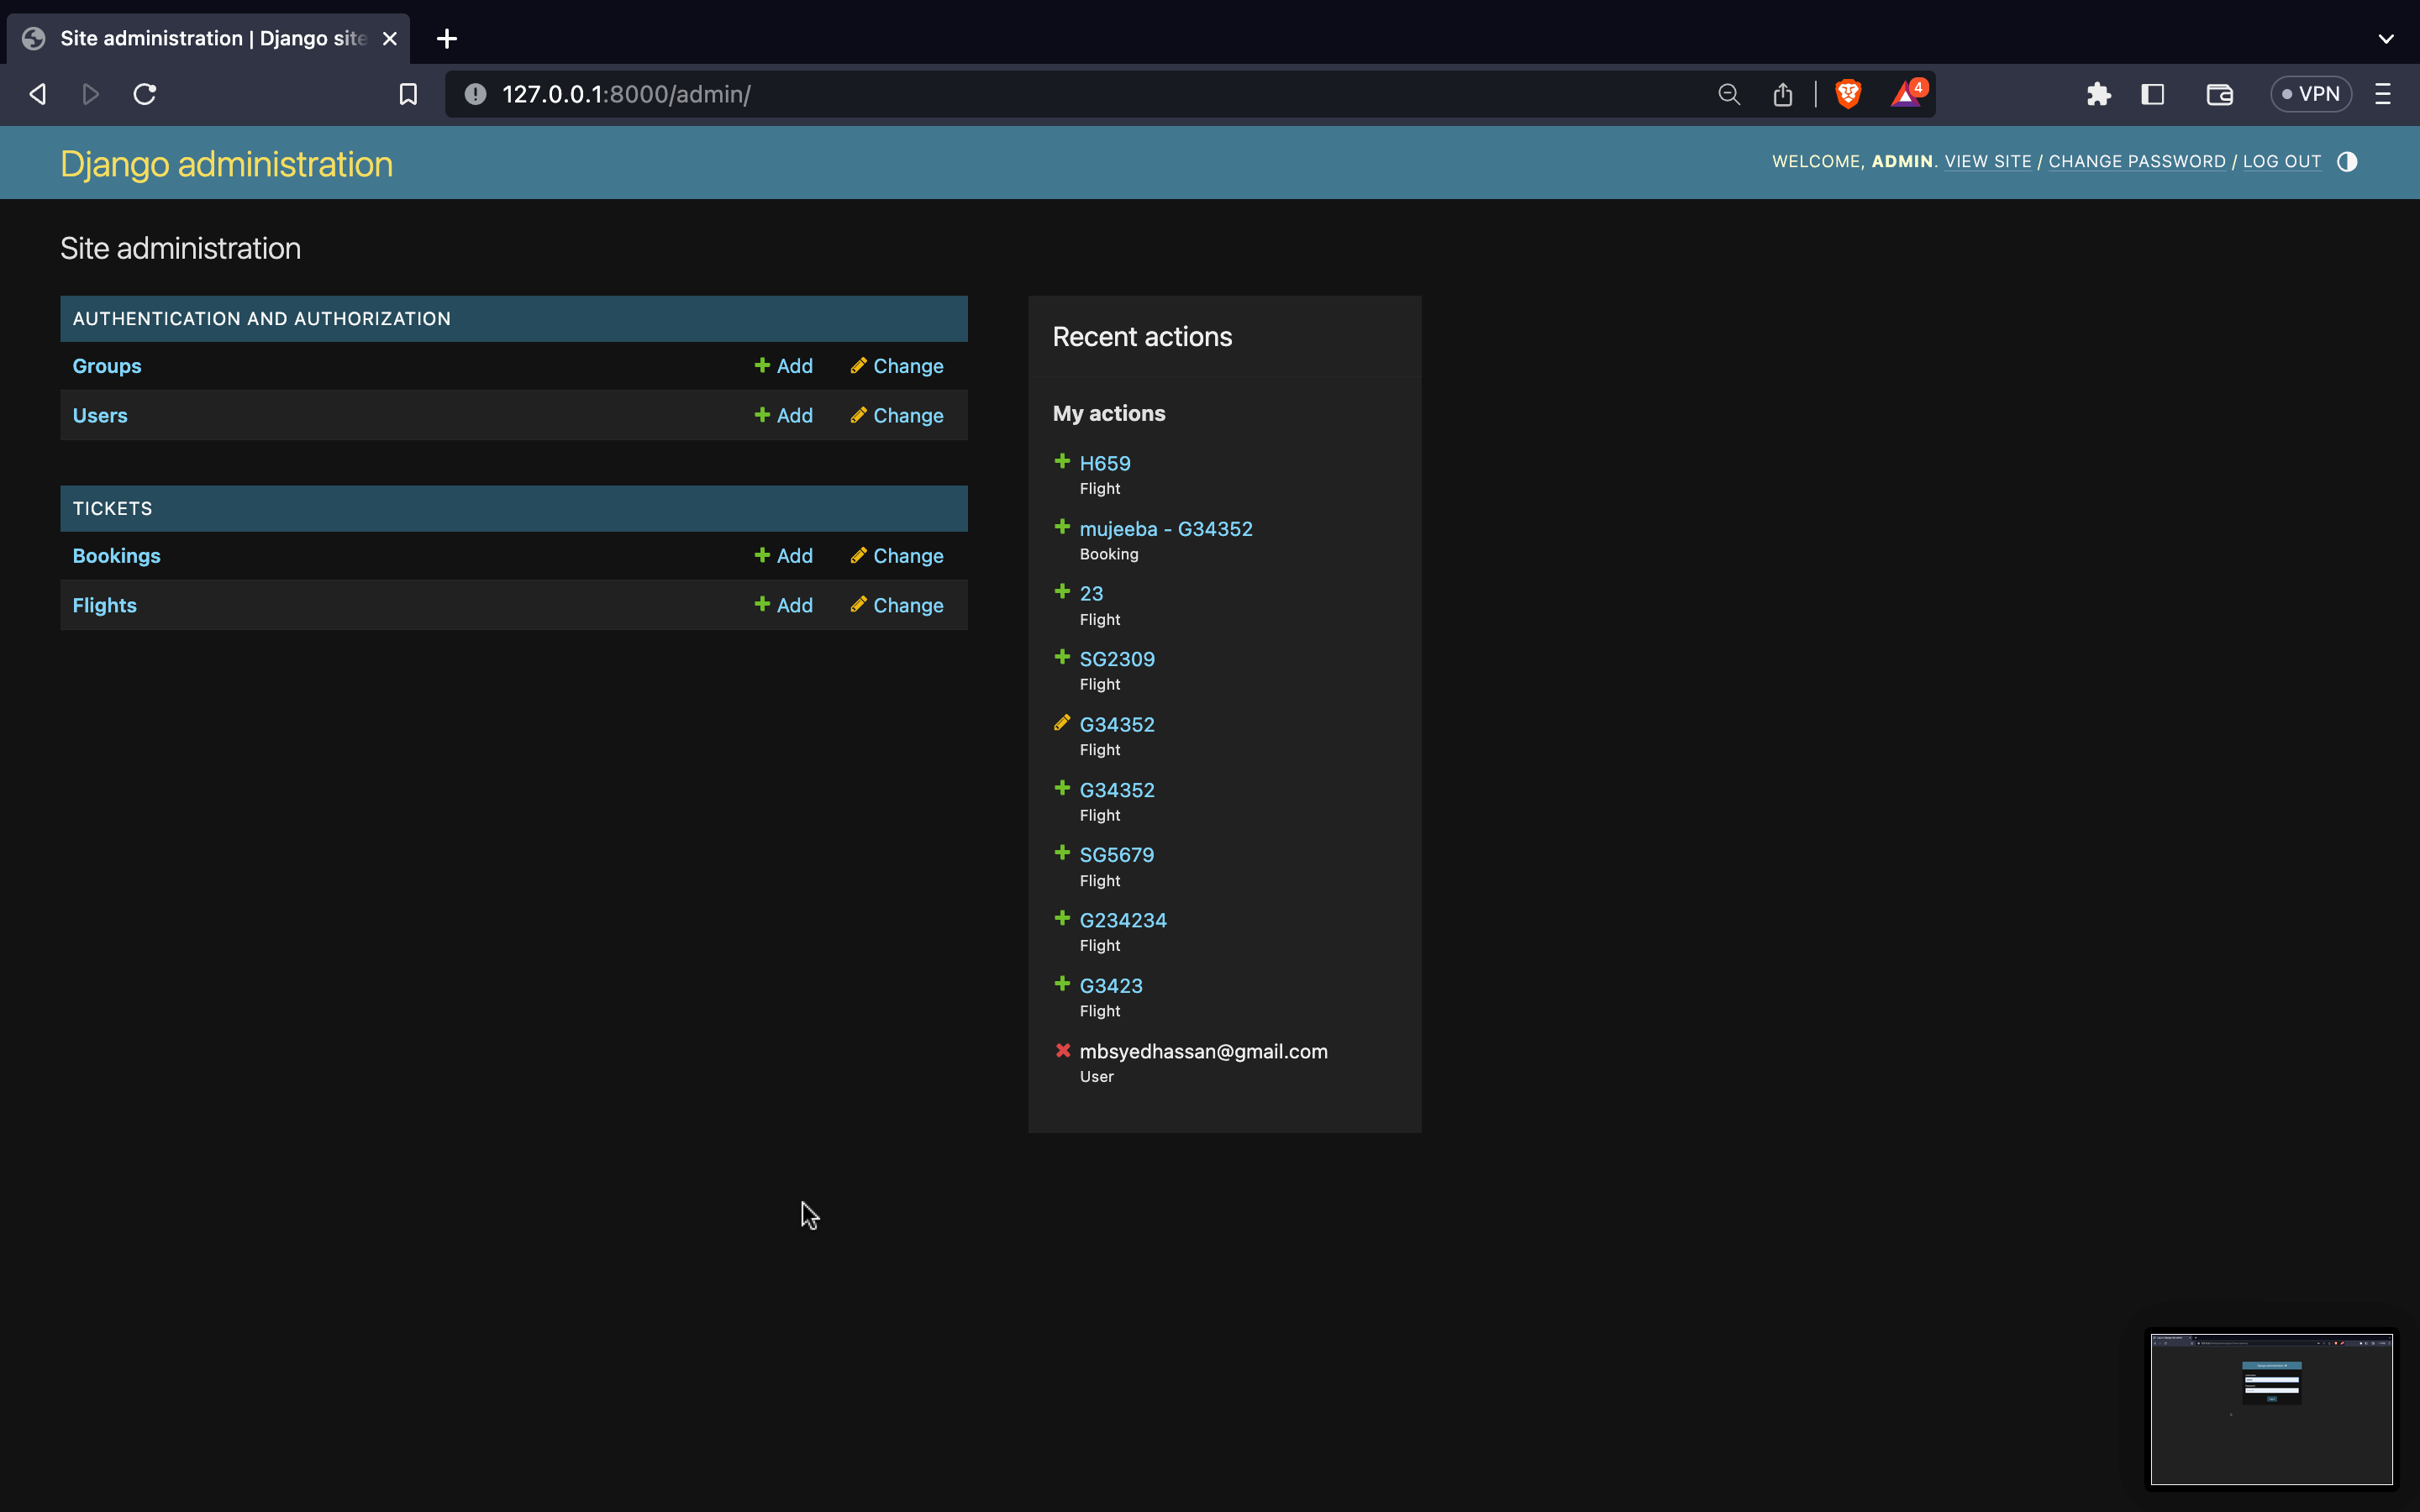 Site administration | Django site
127.0.0.1:8000/admin/
4
VPN
Django administration
WELCOME, ADMIN. VIEW SITE / CHANGE PASSWORD / LOG OUT
Site administration
AUTHENTICATION AND AUTHORIZATION
Groups Add Change
Users Add Change
TICKETS
Bookings Add Change
Flights Add Change
Recent actions
My actions
H659
Flight
mujeeba - G34352
Booking
23
Flight
SG2309
Flight
G34352
Flight
G34352
Flight
SG5679
Flight
G234234
Flight
G3423
Flight
mbsyedhassan@gmail.com
User